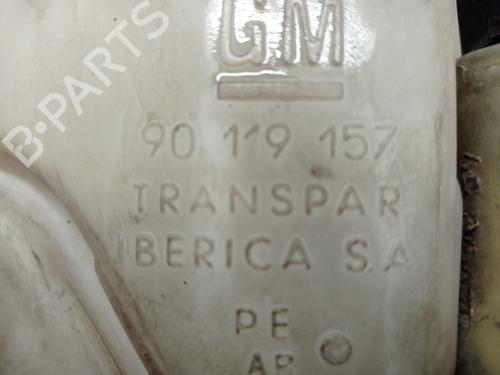 GM
90 119 157
TRANSPAR
IBERICA S.A.
PE
B-PARTS